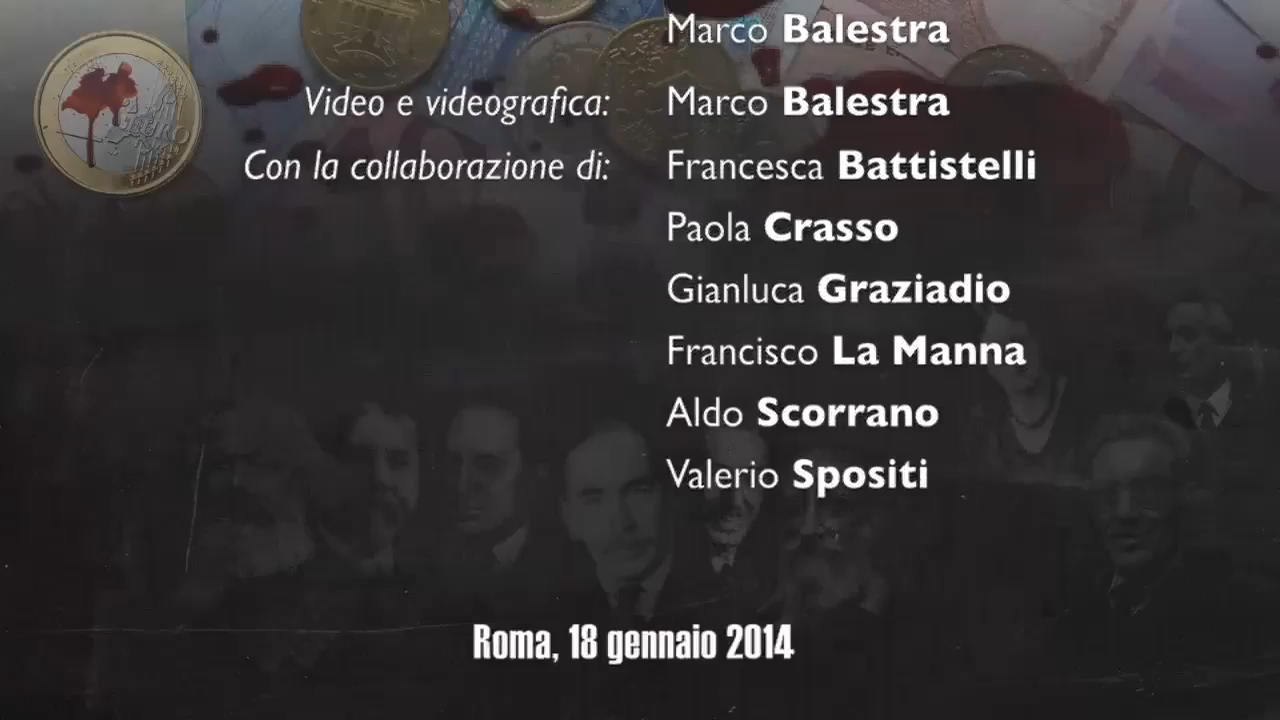 Marco Balestra
Video e videografica: Marco Balestra
Con la collaborazione di: Francesca Battistelli
Paola Crasso
Gianluca Graziadio
Francisco La Manna
Aldo Scorrano
Valerio Spositi
Roma, 18 gennaio 2014